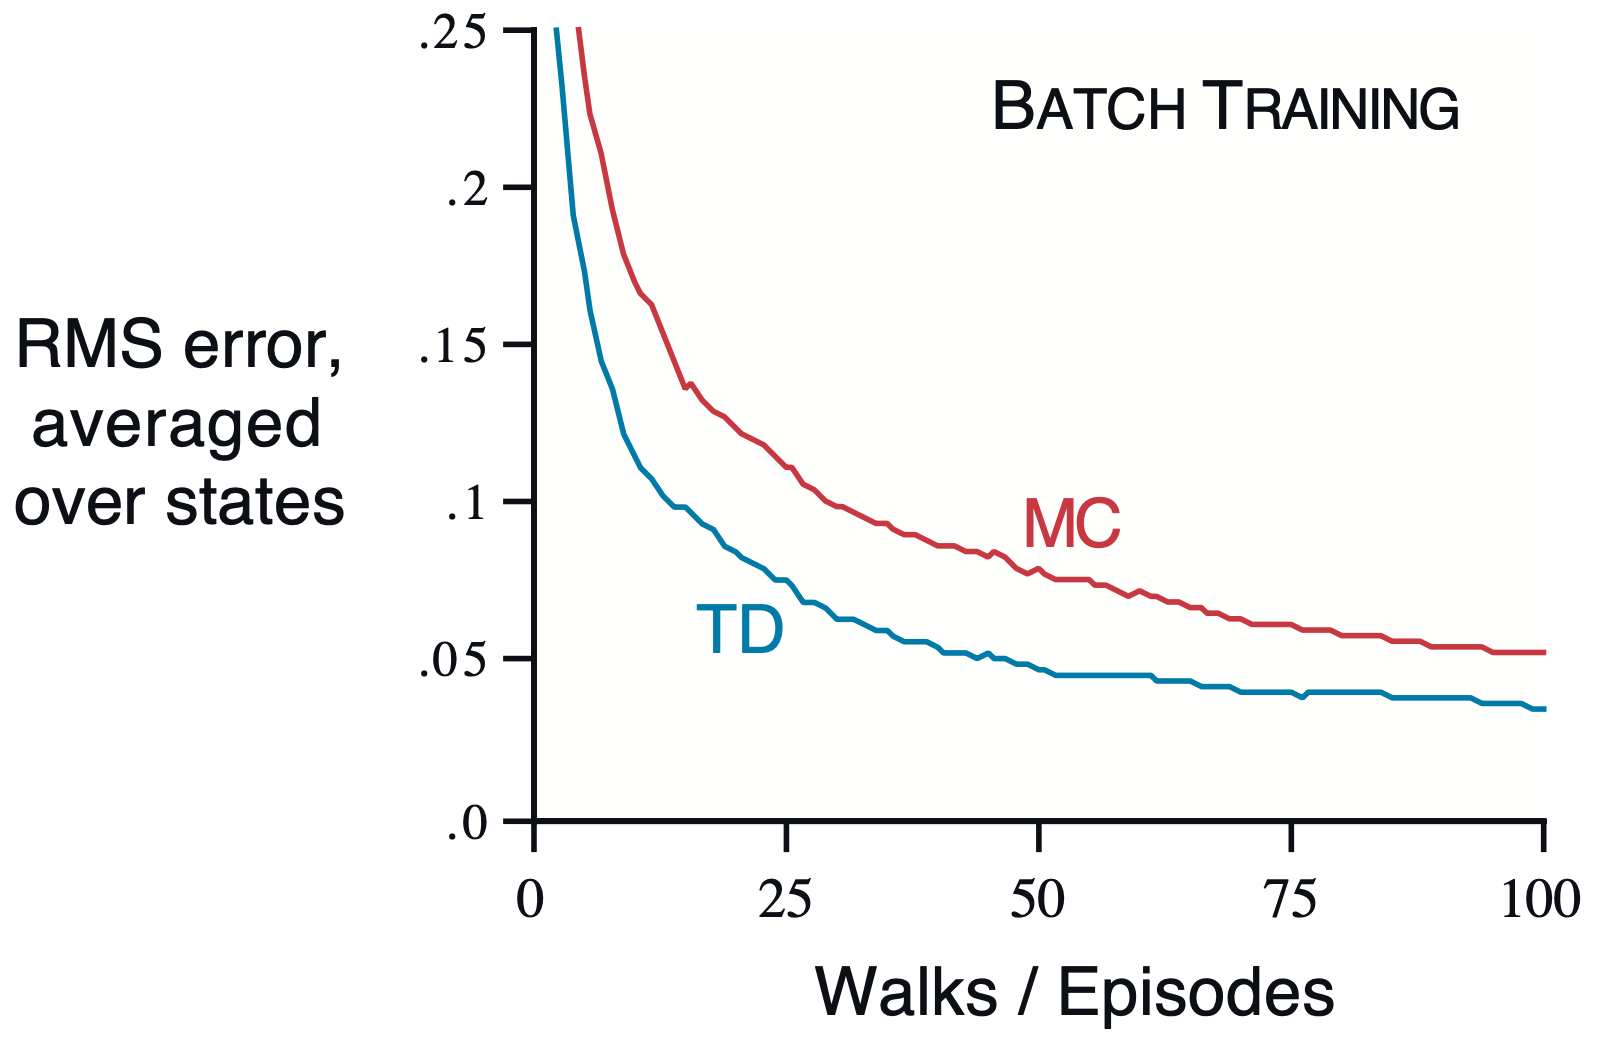 .25
BATCH TRAINING
.2
.15
RMS error,
averaged
over states
.1
MC
TD
.05
.0
0 25 50 75 100
Walks / Episodes